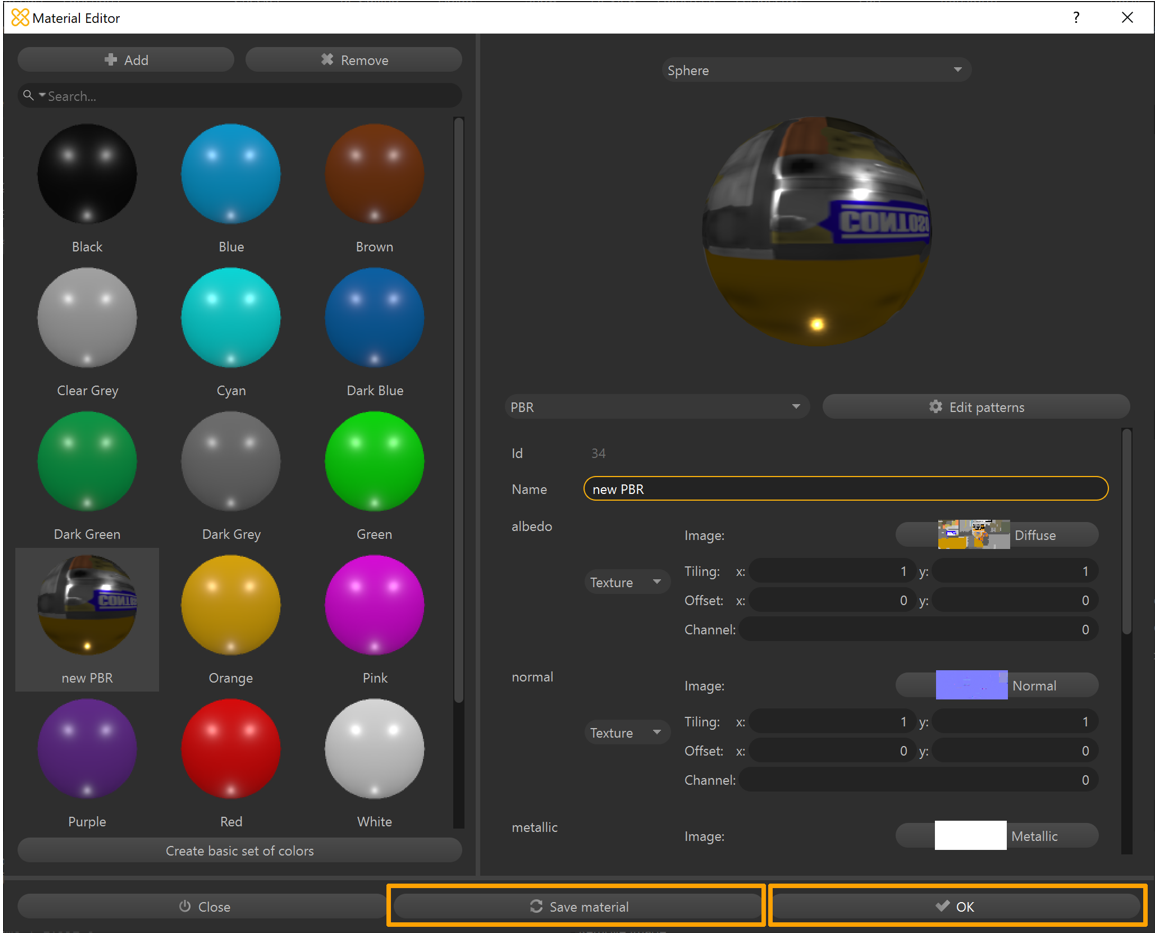 Material Editor
?
Add
Remove
Search...
Black
Blue
Brown
Clear Grey
Cyan
Dark Blue
Dark Green
Dark Grey
Green
new PBR
Orange
Pink
Purple
Red
White
Create basic set of colors
Sphere
CONTOS
PBR
Edit patterns
Id 34
Name new PBR
albedo
Image: Diffuse
Texture
Tiling: x: 1 y: 1
Offset: x: 0 y: 0
Channel: 0
normal
Image: Normal
Texture
Tiling: x: 1 y: 1
Offset: x: 0 y: 0
Channel: 0
metallic
Image: Metallic
Close
Save material
OK